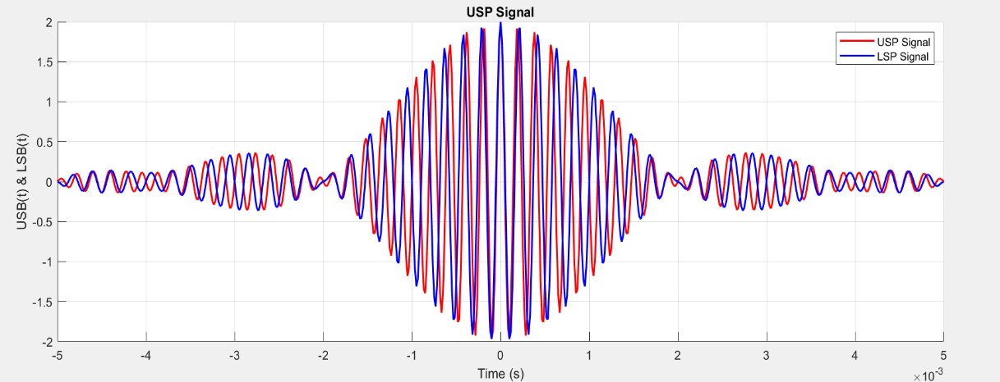 USP Signal
USB(t) & LSB(t)
2
1.5
1
0.5
0
-0.5
-1
-1.5
-2
USP Signal
LSP Signal
-5 -4 -3 -2 -1 0 1 2 3 4 5
Time (s)
×10-3